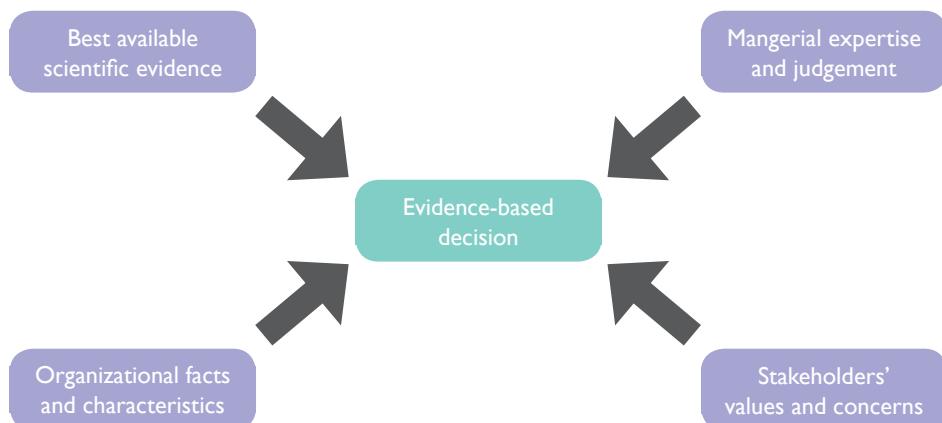 Best available
scientific evidence
Mangerial expertise
and judgement
Evidence-based
decision
Organizational facts
and characteristics
Stakeholders’
values and concerns